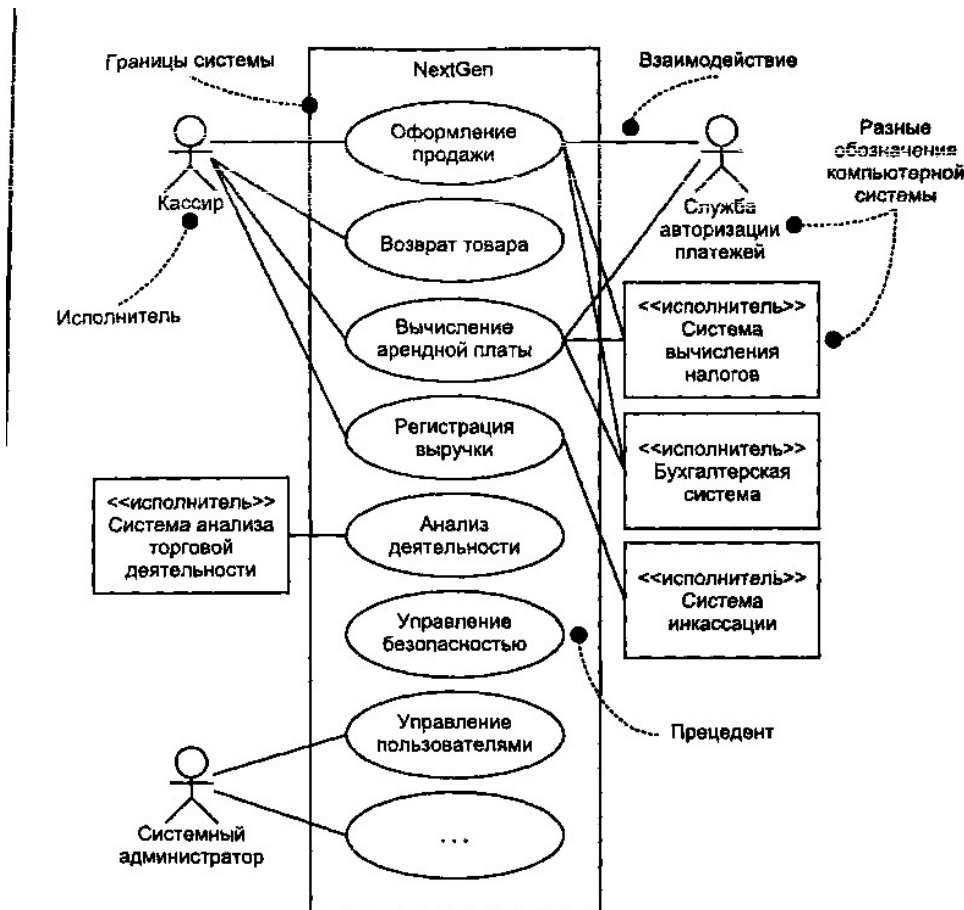 Границы системы
NextGen
Взаимодействие
Оформление
продажи
Разные
обозначения
компьютерной
системы
Кассир
Служба
авторизации
платежей
Возврат товара
Исполнитель
Вычисление
арендной платы
<<исполнитель>>
Система
вычисления
налогов
Регистрация
выручки
<<исполнитель>>
Бухгалтерская
система
<<исполнитель>>
Система анализа
торговой
деятельности
Анализ
деятельности
<<исполнитель>>
Система
инкассации
Управление
безопасностью
Прецедент
Управление
пользователями
Системный
администратор
...